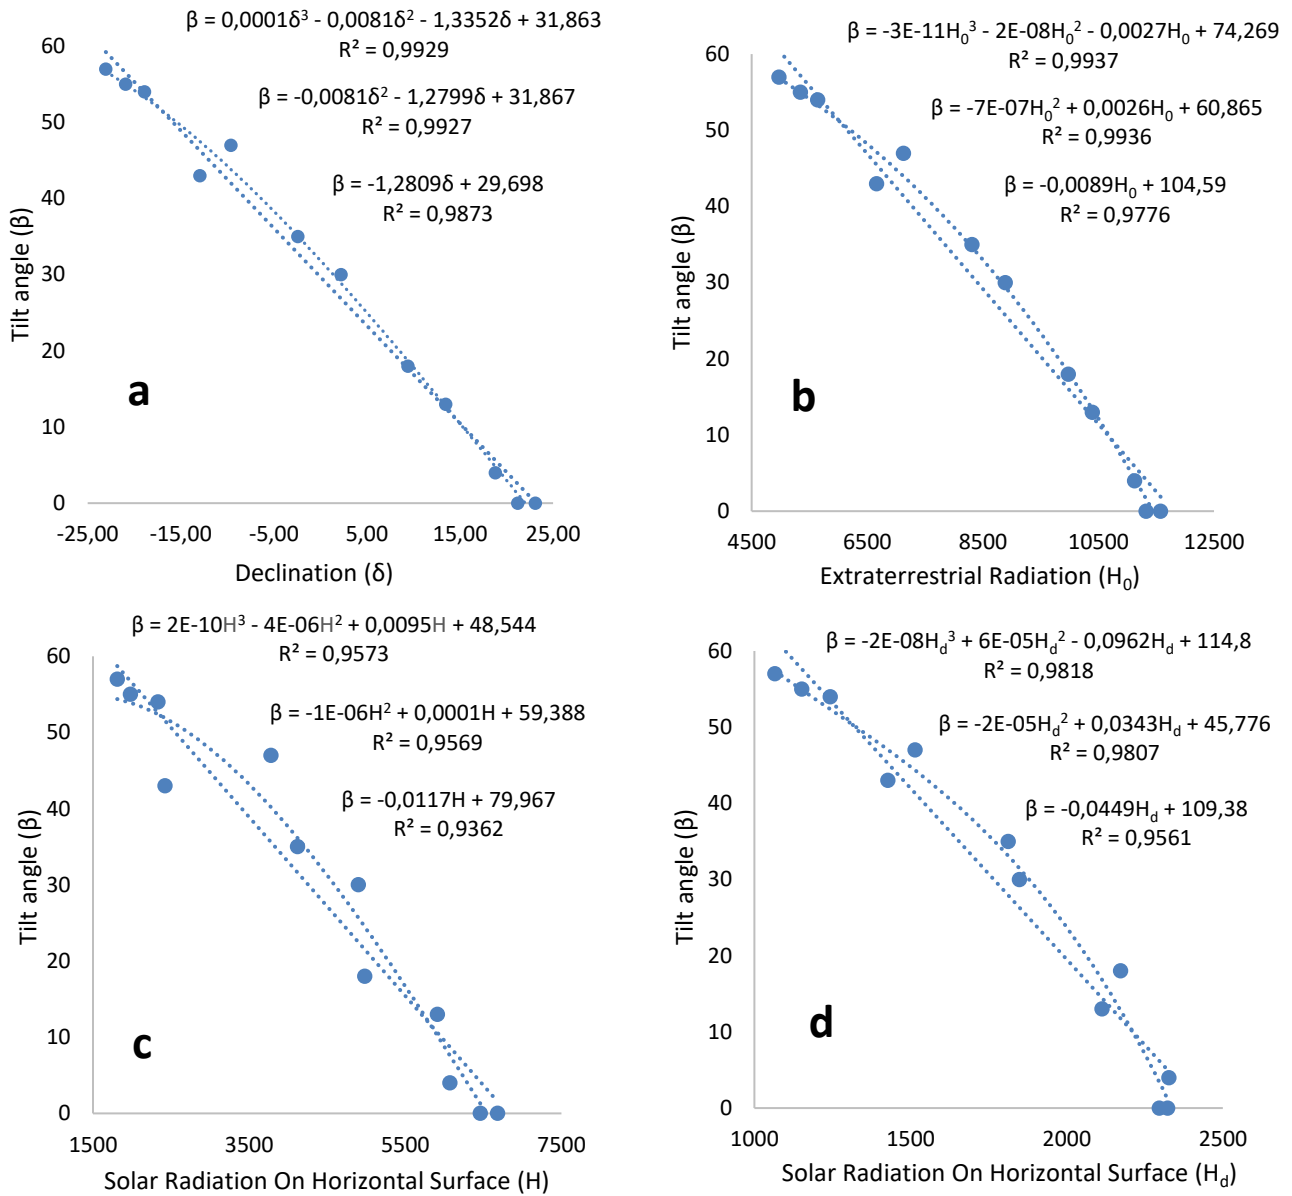 β = 0,0001δ³ - 0,0081δ² - 1,3352δ + 31,863
R² = 0,9929
β = -0,0081δ² - 1,2799δ + 31,867
R² = 0,9927
β = -1,2809δ + 29,698
R² = 0,9873
60
50
40
30
20
10
0
Tilt angle (β)
a
-25,00 -15,00 -5,00 5,00 15,00 25,00
Declination (δ)
β = -3E-11H₀³ - 2E-08H₀² - 0,0027H₀ + 74,269
R² = 0,9937
β = -7E-07H₀² + 0,0026H₀ + 60,865
R² = 0,9936
β = -0,0089H₀ + 104,59
R² = 0,9776
60
50
40
30
20
10
0
Tilt angle (β)
b
4500 6500 8500 10500 12500
Extraterrestrial Radiation (H₀)
β = 2E-10H³ - 4E-06H² + 0,0095H + 48,544
R² = 0,9573
β = -1E-06H² + 0,0001H + 59,388
R² = 0,9569
β = -0,0117H + 79,967
R² = 0,9362
60
50
40
30
20
10
0
Tilt angle (β)
c
1500 3500 5500 7500
Solar Radiation On Horizontal Surface (H)
β = -2E-08H_d³ + 6E-05H_d² - 0,0962H_d + 114,8
R² = 0,9818
β = -2E-05H_d² + 0,0343H_d + 45,776
R² = 0,9807
β = -0,0449H_d + 109,38
R² = 0,9561
60
50
40
30
20
10
0
Tilt angle (β)
d
1000 1500 2000 2500
Solar Radiation On Horizontal Surface (H_d)